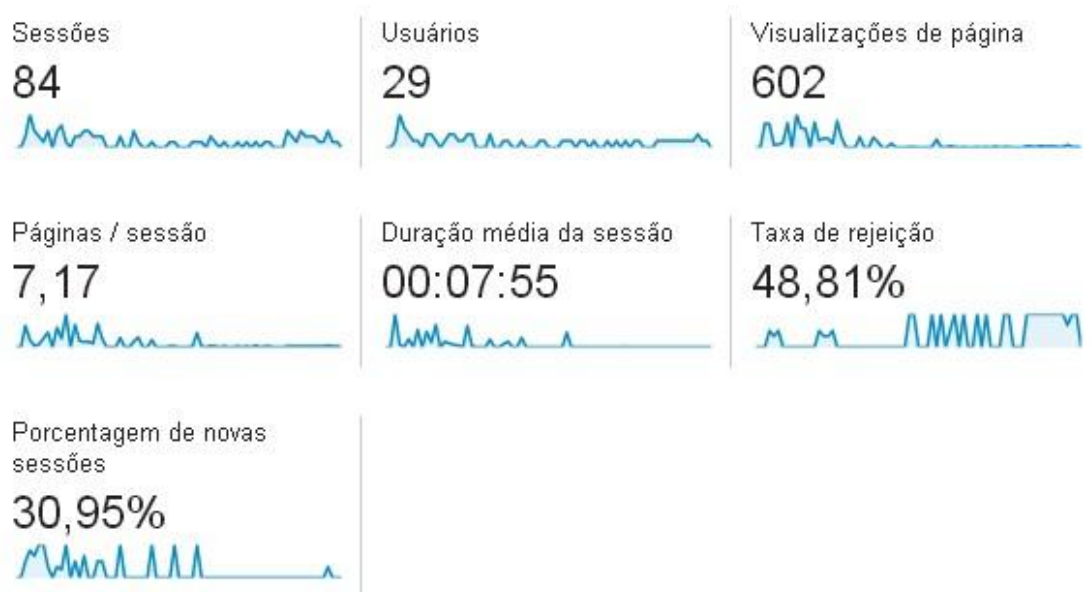 Sessões
84
Usuários
29
Visualizações de página
602
Páginas / sessão
7,17
Duração média da sessão
00:07:55
Taxa de rejeição
48,81%
Porcentagem de novas
sessões
30,95%